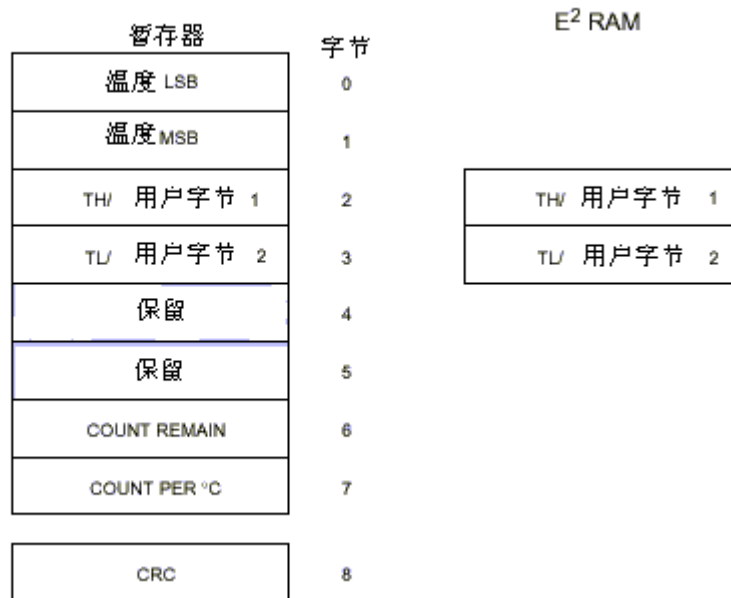 E² RAM
暂存器 字节
温度 LSB 0
温度 MSB 1
TH/ 用户字节 1 2 TH/ 用户字节 1
TL/ 用户字节 2 3 TL/ 用户字节 2
保留 4
保留 5
COUNT REMAIN 6
COUNT PER °C 7
CRC 8